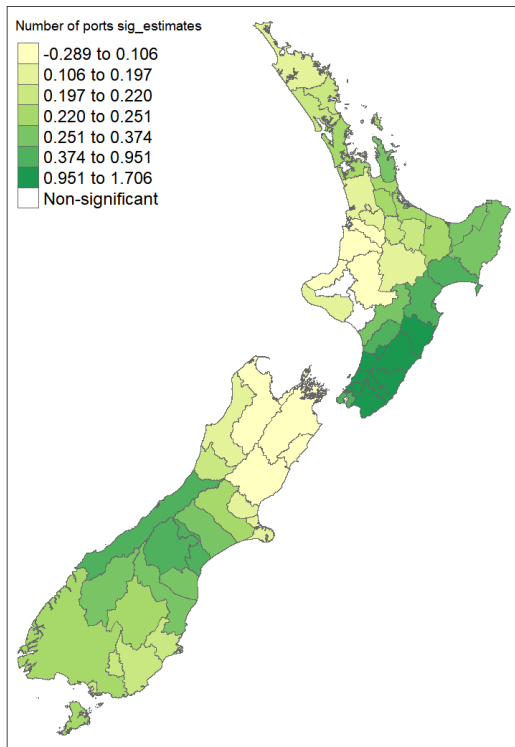 Number of ports sig_estimates
-0.289 to 0.106
0.106 to 0.197
0.197 to 0.220
0.220 to 0.251
0.251 to 0.374
0.374 to 0.951
0.951 to 1.706
Non-significant